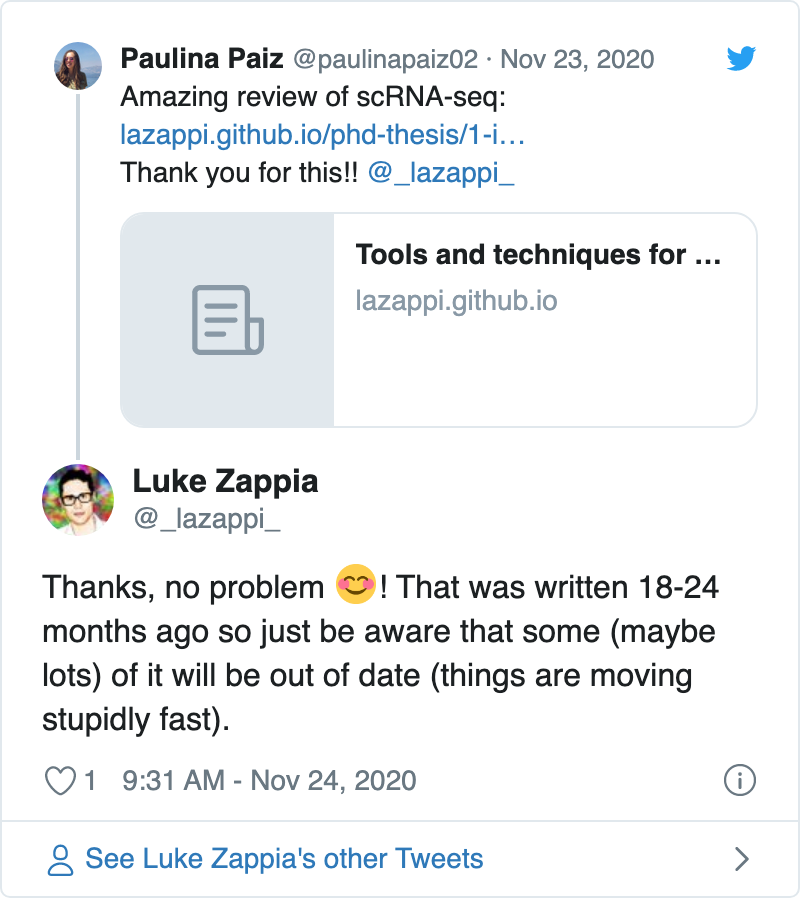 Paulina Paiz @paulinapaiz02 · Nov 23, 2020
Amazing review of scRNA-seq:
lazappi.github.io/phd-thesis/1-i…
Thank you for this!! @_lazappi_
Tools and techniques for …
lazappi.github.io
Luke Zappia
@_lazappi_
Thanks, no problem 😊! That was written 18-24
months ago so just be aware that some (maybe
lots) of it will be out of date (things are moving
stupidly fast).
1 9:31 AM - Nov 24, 2020
See Luke Zappia's other Tweets